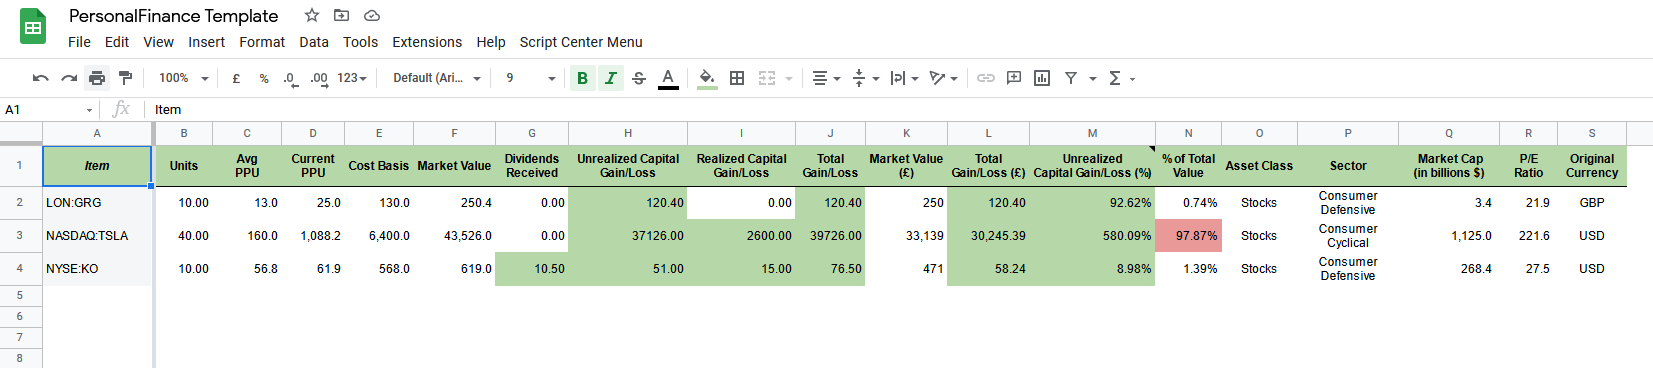 PersonalFinance Template
File Edit View Insert Format Data Tools Extensions Help Script Center Menu
100% £ % .0 .00 123 Default (Ari... 9 B I S A
A1 fx Item
A B C D E F G H I J K L M N O P Q R S
1 Item Units Avg PPU Current PPU Cost Basis Market Value Dividends Received Unrealized Capital Gain/Loss Realized Capital Gain/Loss Total Gain/Loss Market Value (£) Total Gain/Loss (£) Unrealized Capital Gain/Loss (%) % of Total Value Asset Class Sector Market Cap (in billions $) P/E Ratio Original Currency
2 LON:GRG 10.00 13.0 25.0 130.0 250.4 0.00 120.40 0.00 120.40 250 120.40 92.62% 0.74% Stocks Consumer Defensive 3.4 21.9 GBP
3 NASDAQ:TSLA 40.00 160.0 1,088.2 6,400.0 43,526.0 0.00 37126.00 2600.00 39726.00 33,139 30,245.39 580.09% 97.87% Stocks Consumer Cyclical 1,125.0 221.6 USD
4 NYSE:KO 10.00 56.8 61.9 568.0 619.0 10.50 51.00 15.00 76.50 471 58.24 8.98% 1.39% Stocks Consumer Defensive 268.4 27.5 USD
5
6
7
8